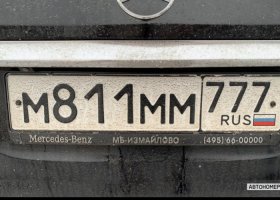 М811ММ 777
RUS
Mercedes-Benz МБ-ИЗМАЙЛОВО (495) 66-00000
АВТОНОМЕР